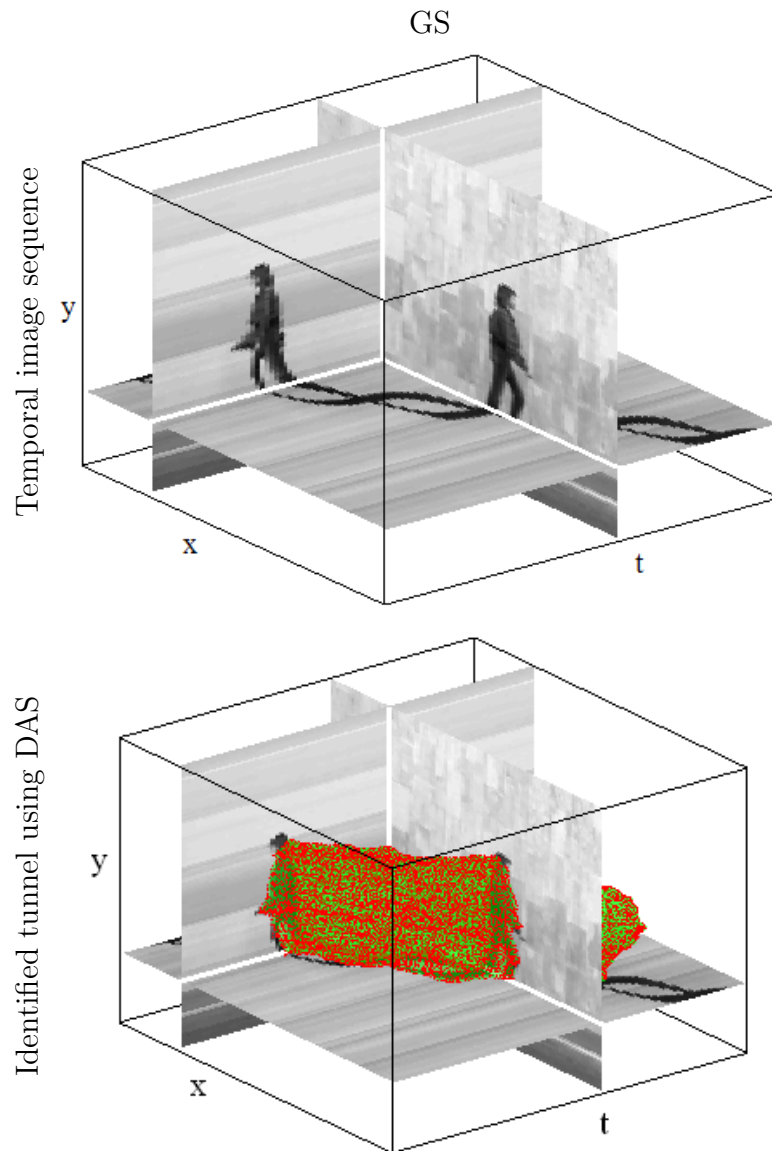 GS
Temporal image sequence
y
x
t
Identified tunnel using DAS
y
x
t